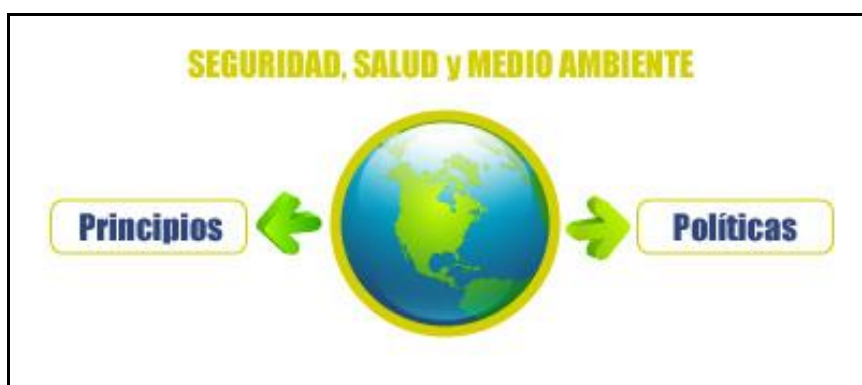 SEGURIDAD, SALUD y MEDIO AMBIENTE
Principios
Políticas